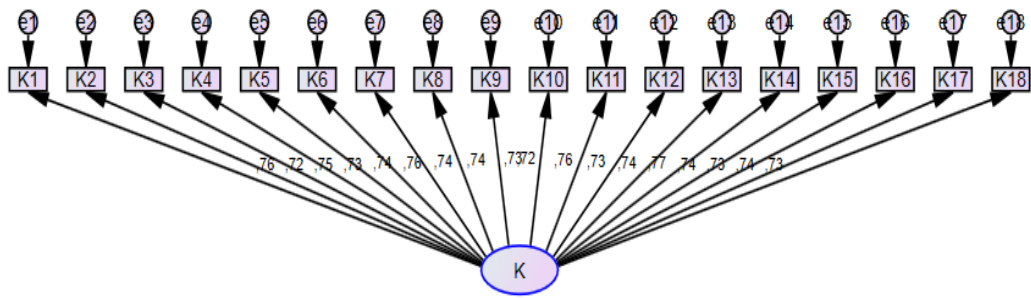 e1 e2 e3 e4 e5 e6 e7 e8 e9 e10 e11 e12 e13 e14 e15 e16 e17 e18
K1 K2 K3 K4 K5 K6 K7 K8 K9 K10 K11 K12 K13 K14 K15 K16 K17 K18
,76 ,72 ,75 ,73 ,74 ,76 ,74 ,74 ,73 ,72 ,76 ,73 ,74 ,77 ,74 ,73 ,74 ,73
K